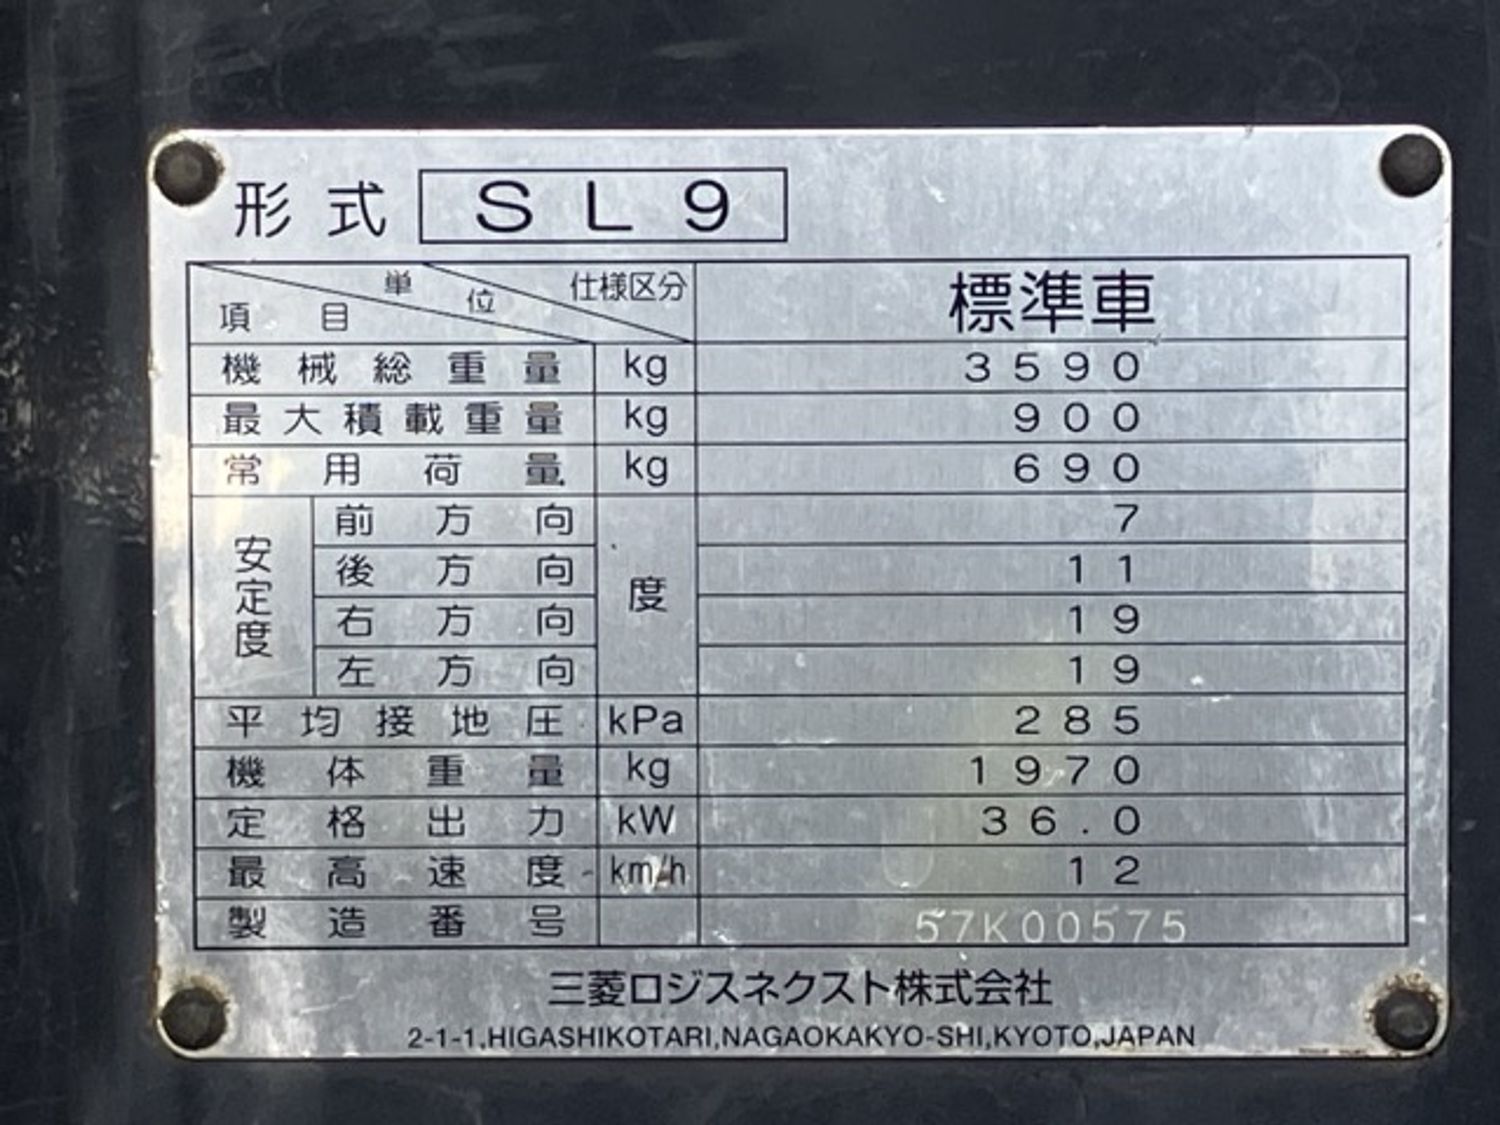 形式 SL9
単位 仕様区分 標準車
項目
機械総重量 kg 3590
最大積載重量 kg 900
常用荷量 kg 690
安定度 前方向 度 7
後方向 11
右方向 19
左方向 19
平均接地圧 kPa 285
機体重量 kg 1970
定格出力 kW 36.0
最高速度 km/h 12
製造番号 57K00575
三菱ロジスネクスト株式会社
2-1-1,HIGASHIKOTARI,NAGAOKAKYO-SHI,KYOTO,JAPAN